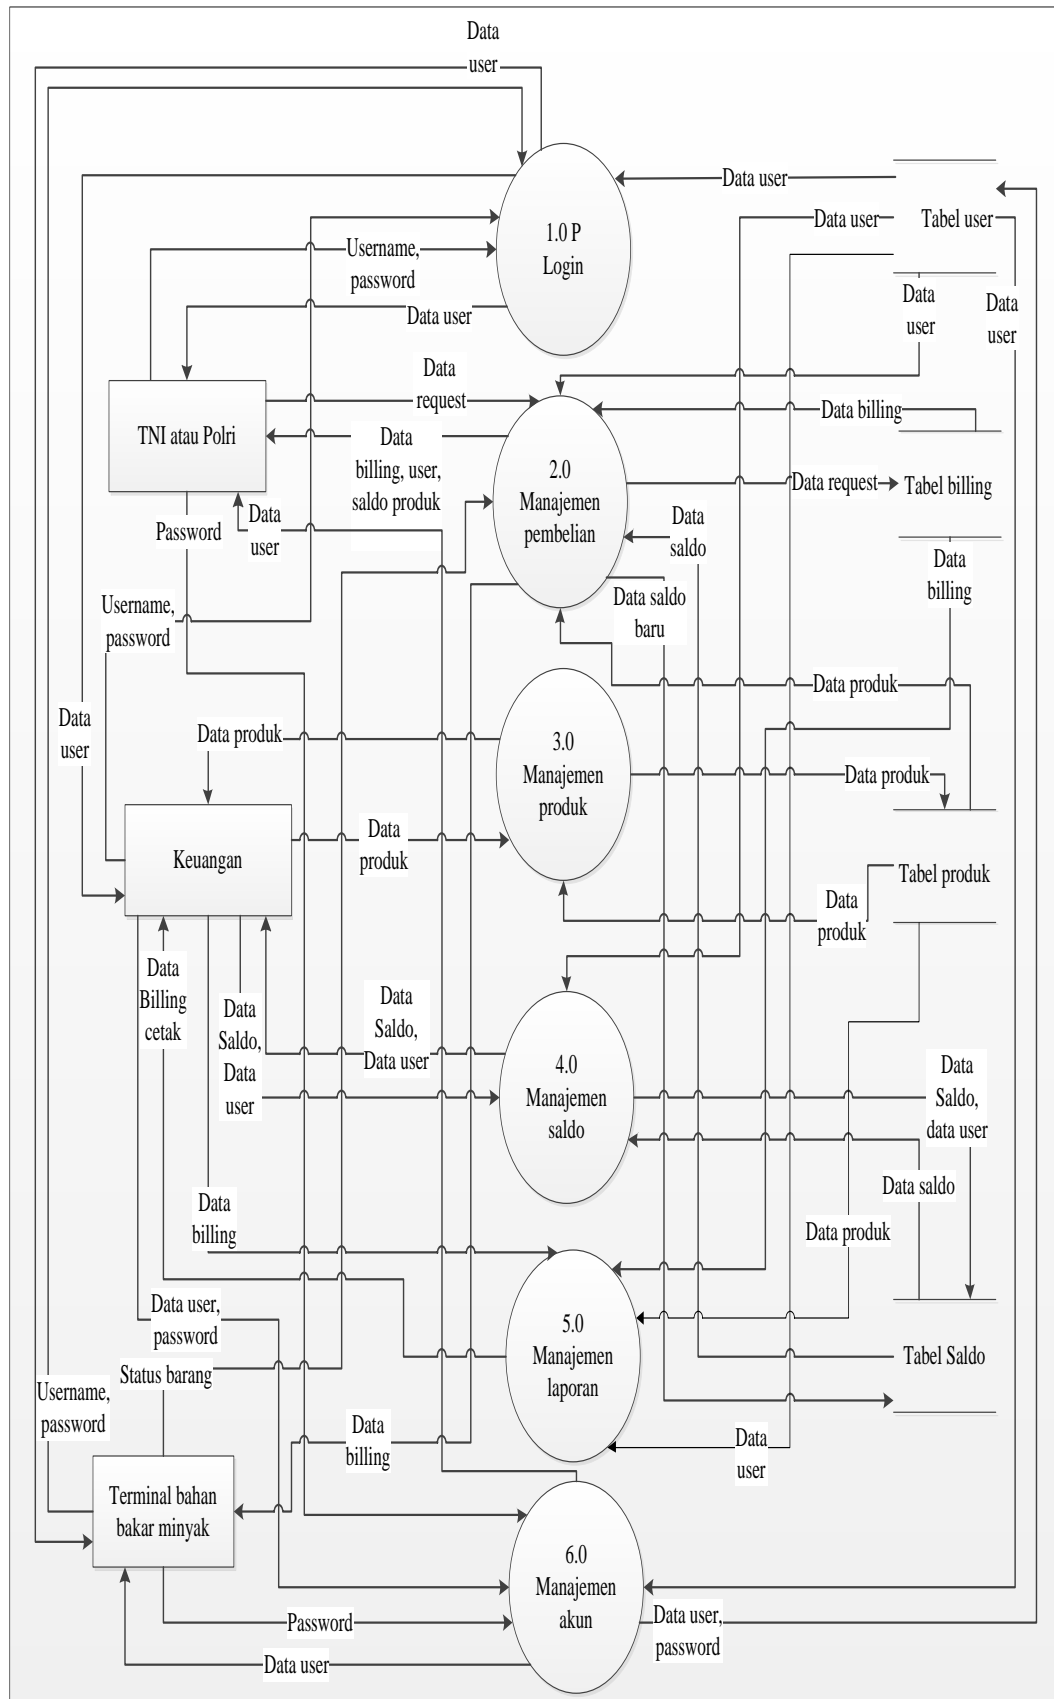 Data
user
Data user
1.0 P
Login
Data user
Tabel user
Username,
password
Data user
Data
user
Data
user
Data
request
Data billing
TNI atau Polri
Data
billing, user,
saldo produk
2.0
Manajemen
pembelian
Data request
Tabel billing
Password
Data
user
Data
saldo
Data
billing
Username,
password
Data saldo
baru
Data produk
Data
user
Data produk
3.0
Manajemen
produk
Data produk
Data
produk
Keuangan
Tabel produk
Data
produk
Data
Billing
cetak
Data
Saldo,
Data
user
Data
Saldo,
Data user
4.0
Manajemen
saldo
Data
Saldo,
data user
Data saldo
Data
billing
Data produk
Data user,
password
5.0
Manajemen
laporan
Tabel Saldo
Status barang
Username,
password
Data
billing
Data
user
Terminal bahan
bakar minyak
6.0
Manajemen
akun
Password
Data user,
password
Data user